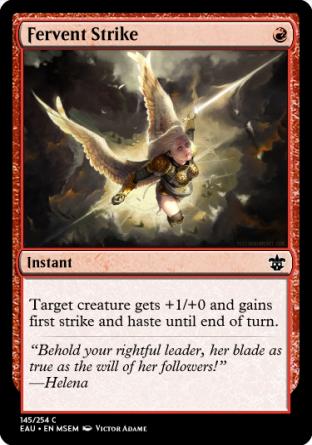 Fervent Strike
Instant
Target creature gets +1/+0 and gains
first strike and haste until end of turn.
“Behold your rightful leader, her blade as
true as the will of her followers!”
—Helena
145/254 C
EAU • EN MSEM Victor Adame